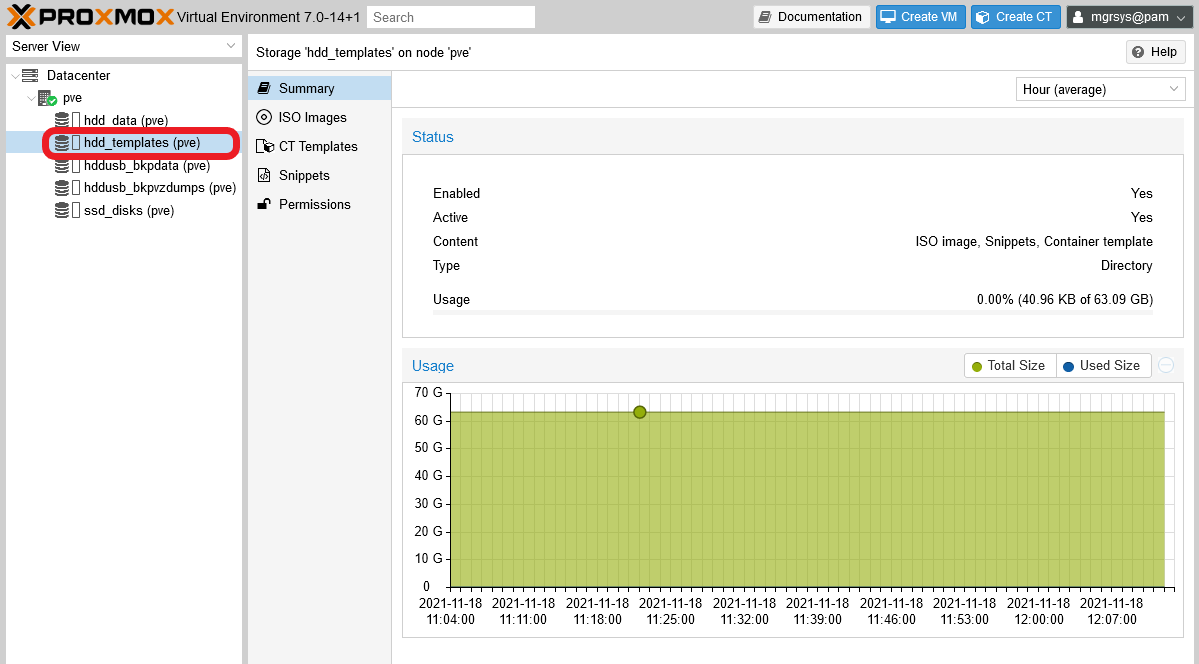 PROXMOX Virtual Environment 7.0-14+1 Search Documentation Create VM Create CT mgrsys@pam
Server View
Datacenter
pve
hdd_data (pve)
hdd_templates (pve)
hddusb_bkpdata (pve)
hddusb_bkpvzdumps (pve)
ssd_disks (pve)
Storage 'hdd_templates' on node 'pve' Help
Summary
ISO Images
CT Templates
Snippets
Permissions
Hour (average)
Status
Enabled Yes
Active Yes
Content ISO image, Snippets, Container template
Type Directory
Usage 0.00% (40.96 KB of 63.09 GB)
Usage Total Size Used Size
70 G
60 G
50 G
40 G
30 G
20 G
10 G
0
2021-11-18 2021-11-18 2021-11-18 2021-11-18 2021-11-18 2021-11-18 2021-11-18 2021-11-18 2021-11-18 2021-11-18
11:04:00 11:11:00 11:18:00 11:25:00 11:32:00 11:39:00 11:46:00 11:53:00 12:00:00 12:07:00